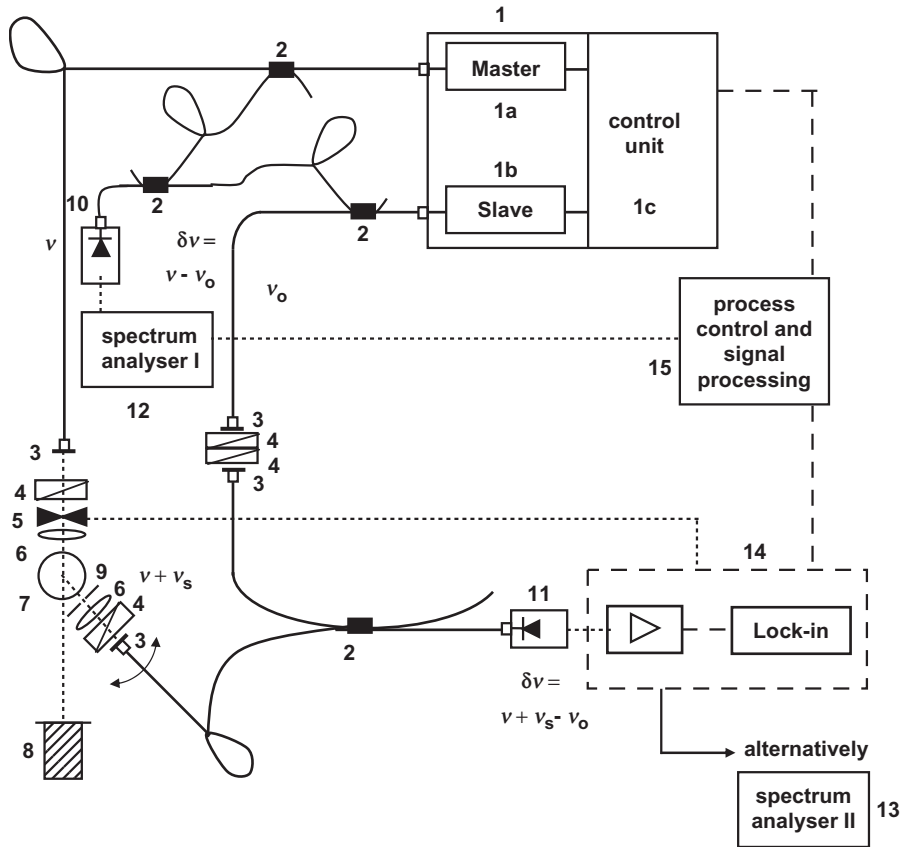 1
2
Master
1a
control
unit
1b
10
2
Slave
1c
2
ν
δν =
ν - νo
νo
spectrum
analyser I
process
control and
signal
processing
15
12
3
3
4
4
3
4
5
6
14
9
ν + νs
6
7
4
11
3
Lock-in
2
δν =
ν + νs- νo
8
alternatively
spectrum
analyser II
13